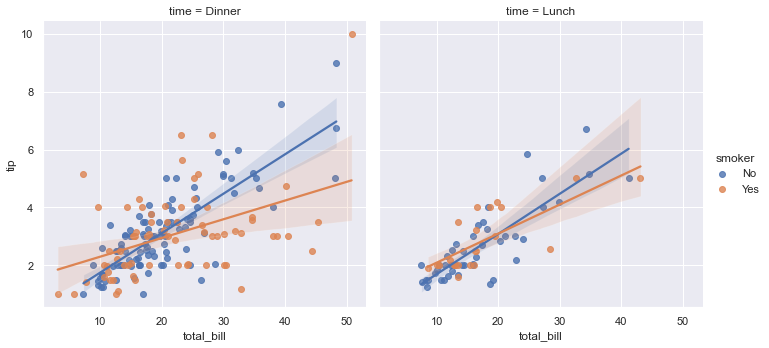 time = Dinner
time = Lunch
10
8
6
4
2
tip
10 20 30 40 50
10 20 30 40 50
total_bill
total_bill
smoker
No
Yes